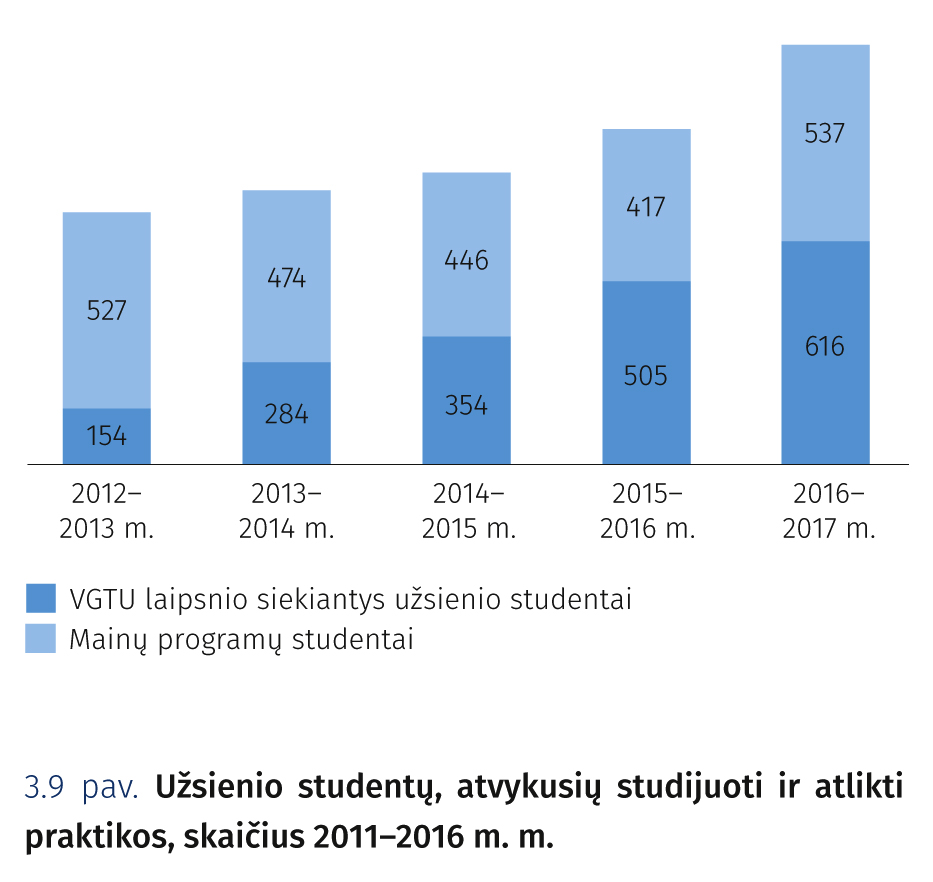 537
417
446
474
527
616
505
354
284
154
2012–
2013 m.
2013–
2014 m.
2014–
2015 m.
2015–
2016 m.
2016–
2017 m.
VGTU laipsnio siekiantys užsienio studentai
Mainų programų studentai
3.9 pav. Užsienio studentų, atvykusių studijuoti ir atlikti
praktikos, skaičius 2011–2016 m. m.